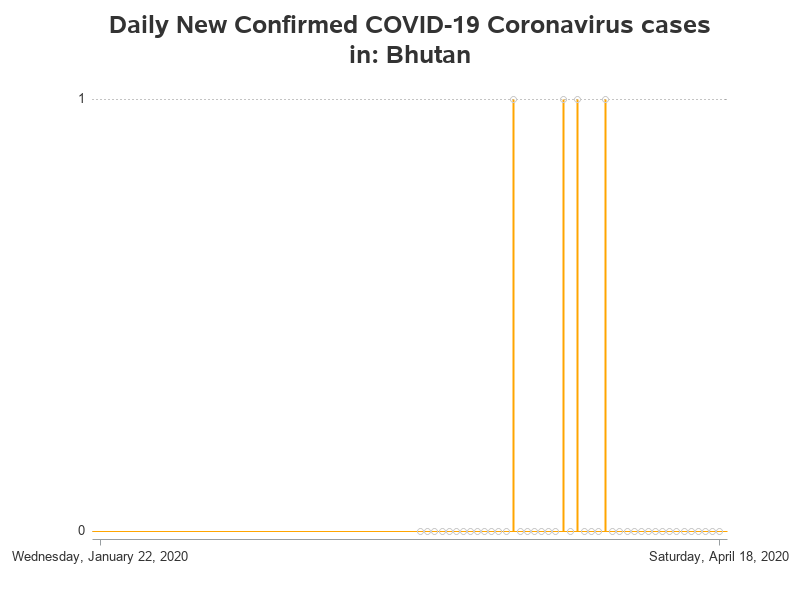 Daily New Confirmed COVID-19 Coronavirus cases
in: Bhutan
1
0
Wednesday, January 22, 2020
Saturday, April 18, 2020